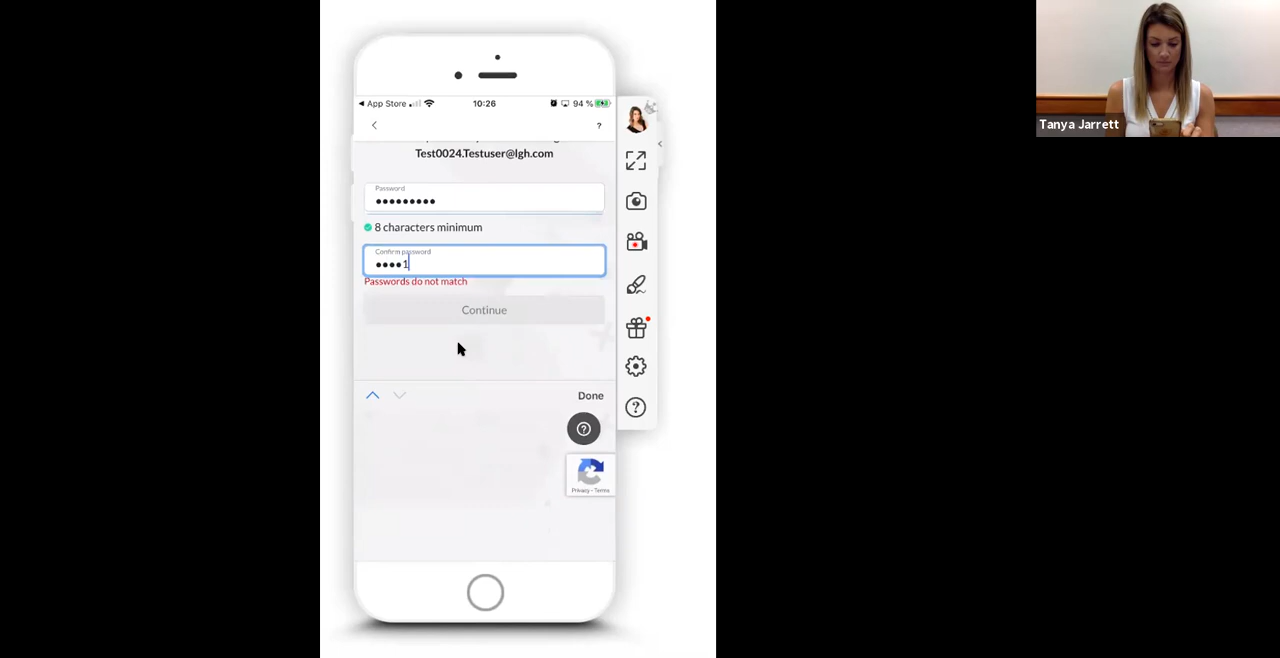 App Store
10:26
94 %
?
Test0024.Testuser@lgh.com
Password
•••••••••
8 characters minimum
Confirm password
••••1
Passwords do not match
Continue
Done
Privacy - Terms
Tanya Jarrett